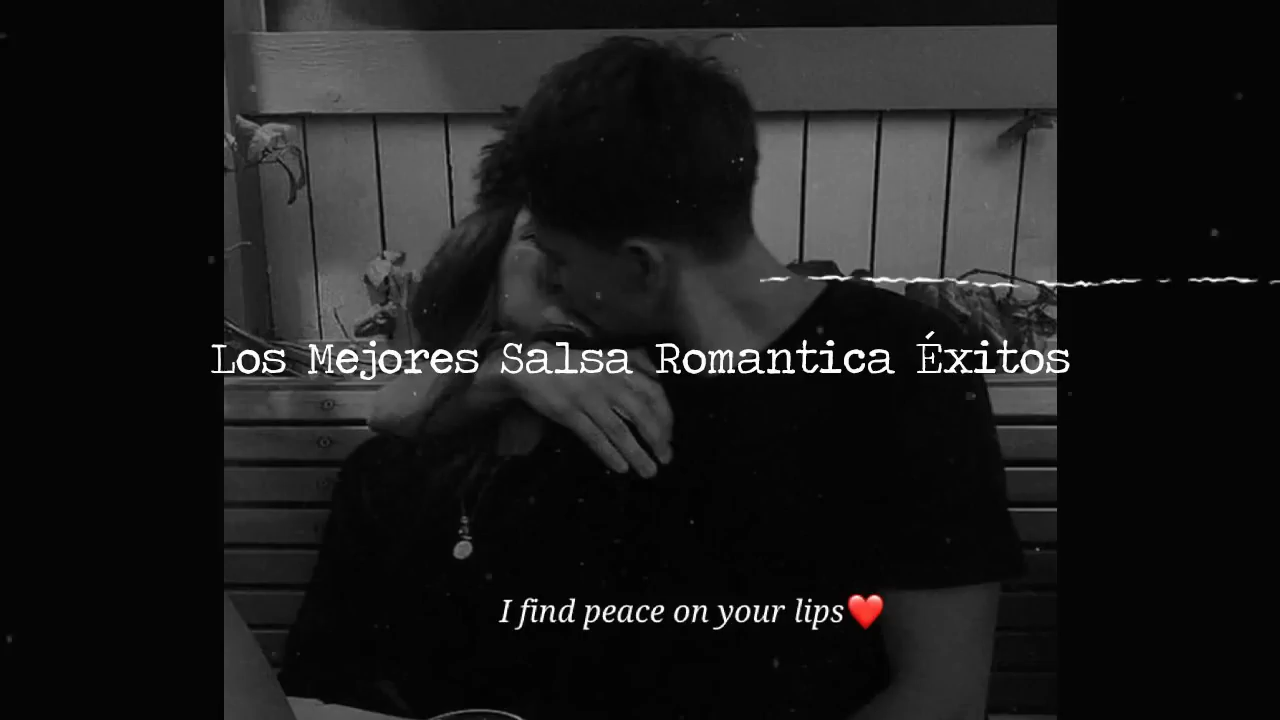 Los Mejores Salsa Romantica Éxitos
I find peace on your lips❤️